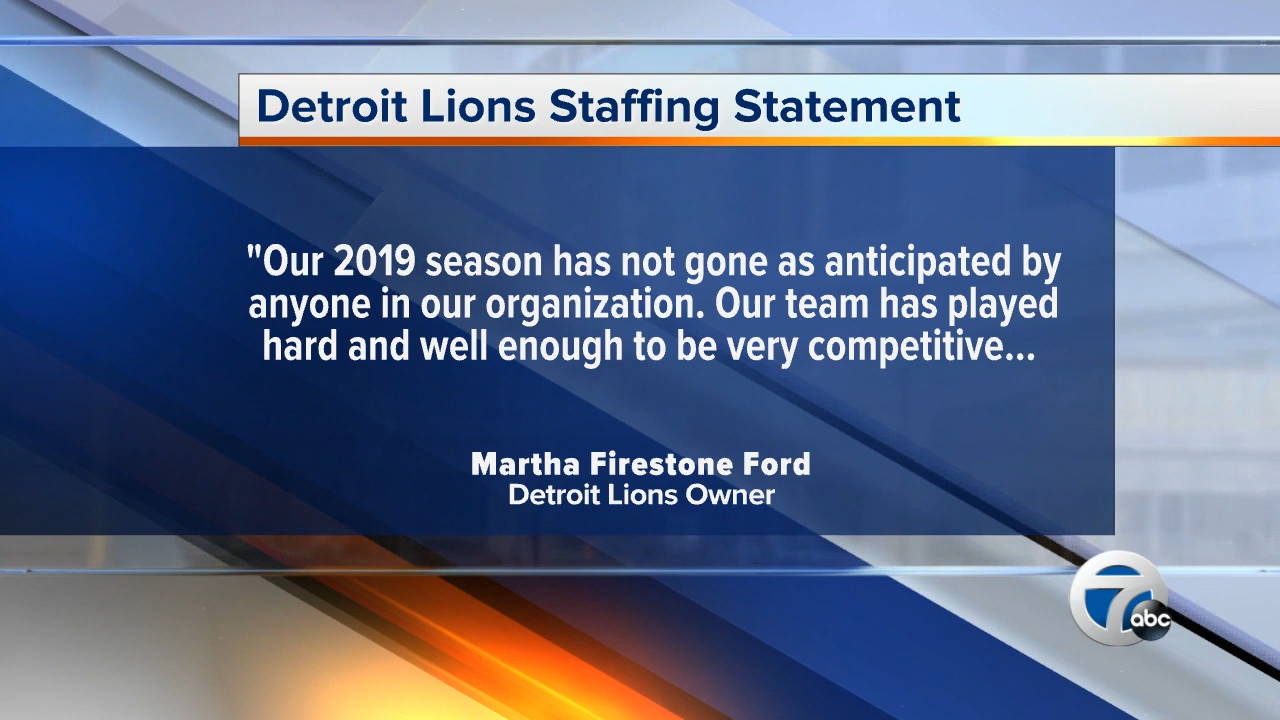 Detroit Lions Staffing Statement
"Our 2019 season has not gone as anticipated by
anyone in our organization. Our team has played
hard and well enough to be very competitive...
Martha Firestone Ford
Detroit Lions Owner
7
abc